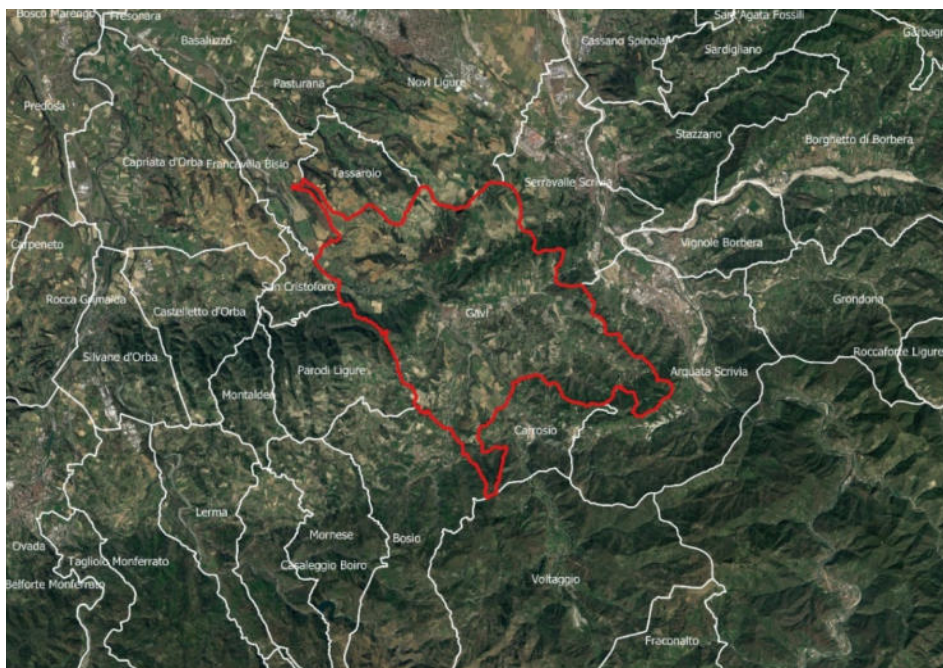 Bosco Marengo
Fresonara
Sant'Agata Fossili
Basaluzzo
Cassano Spinola
Garbagn
Sardigliano
Pasturana
Novi Ligure
Predosa
Stazzano
Borghetto di Borbera
Capriata d'Orba
Francavilla Bisio
Tassarolo
Serravalle Scrivia
Carpeneto
Vignole Borbera
San Cristoforo
Rocca Grimalda
Castelletto d'Orba
Gavi
Grondona
Silvano d'Orba
Roccaforte Ligure
Parodi Ligure
Arquata Scrivia
Montaldeo
Carrosio
Lerma
Mornese
Bosio
Ovada
Tagliolo Monferrato
Casaleggio Boiro
Belforte Monferrato
Voltaggio
Fraconalto